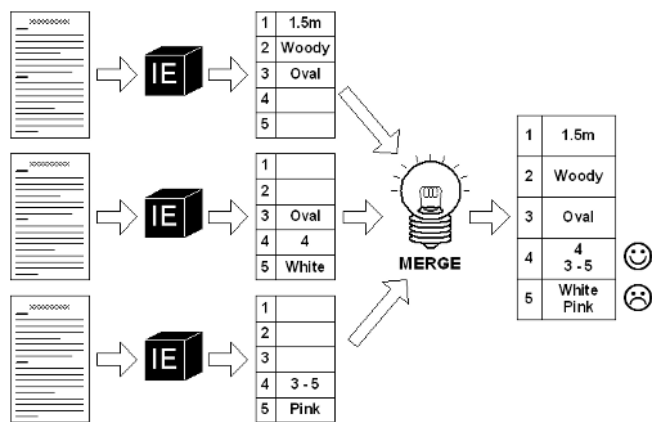 IE
1 1.5m
2 Woody
3 Oval
4
5
IE
1
2
3 Oval
4 4
5 White
IE
1
2
3
4 3 - 5
5 Pink
MERGE
1 1.5m
2 Woody
3 Oval
4 4
3 - 5
5 White
Pink